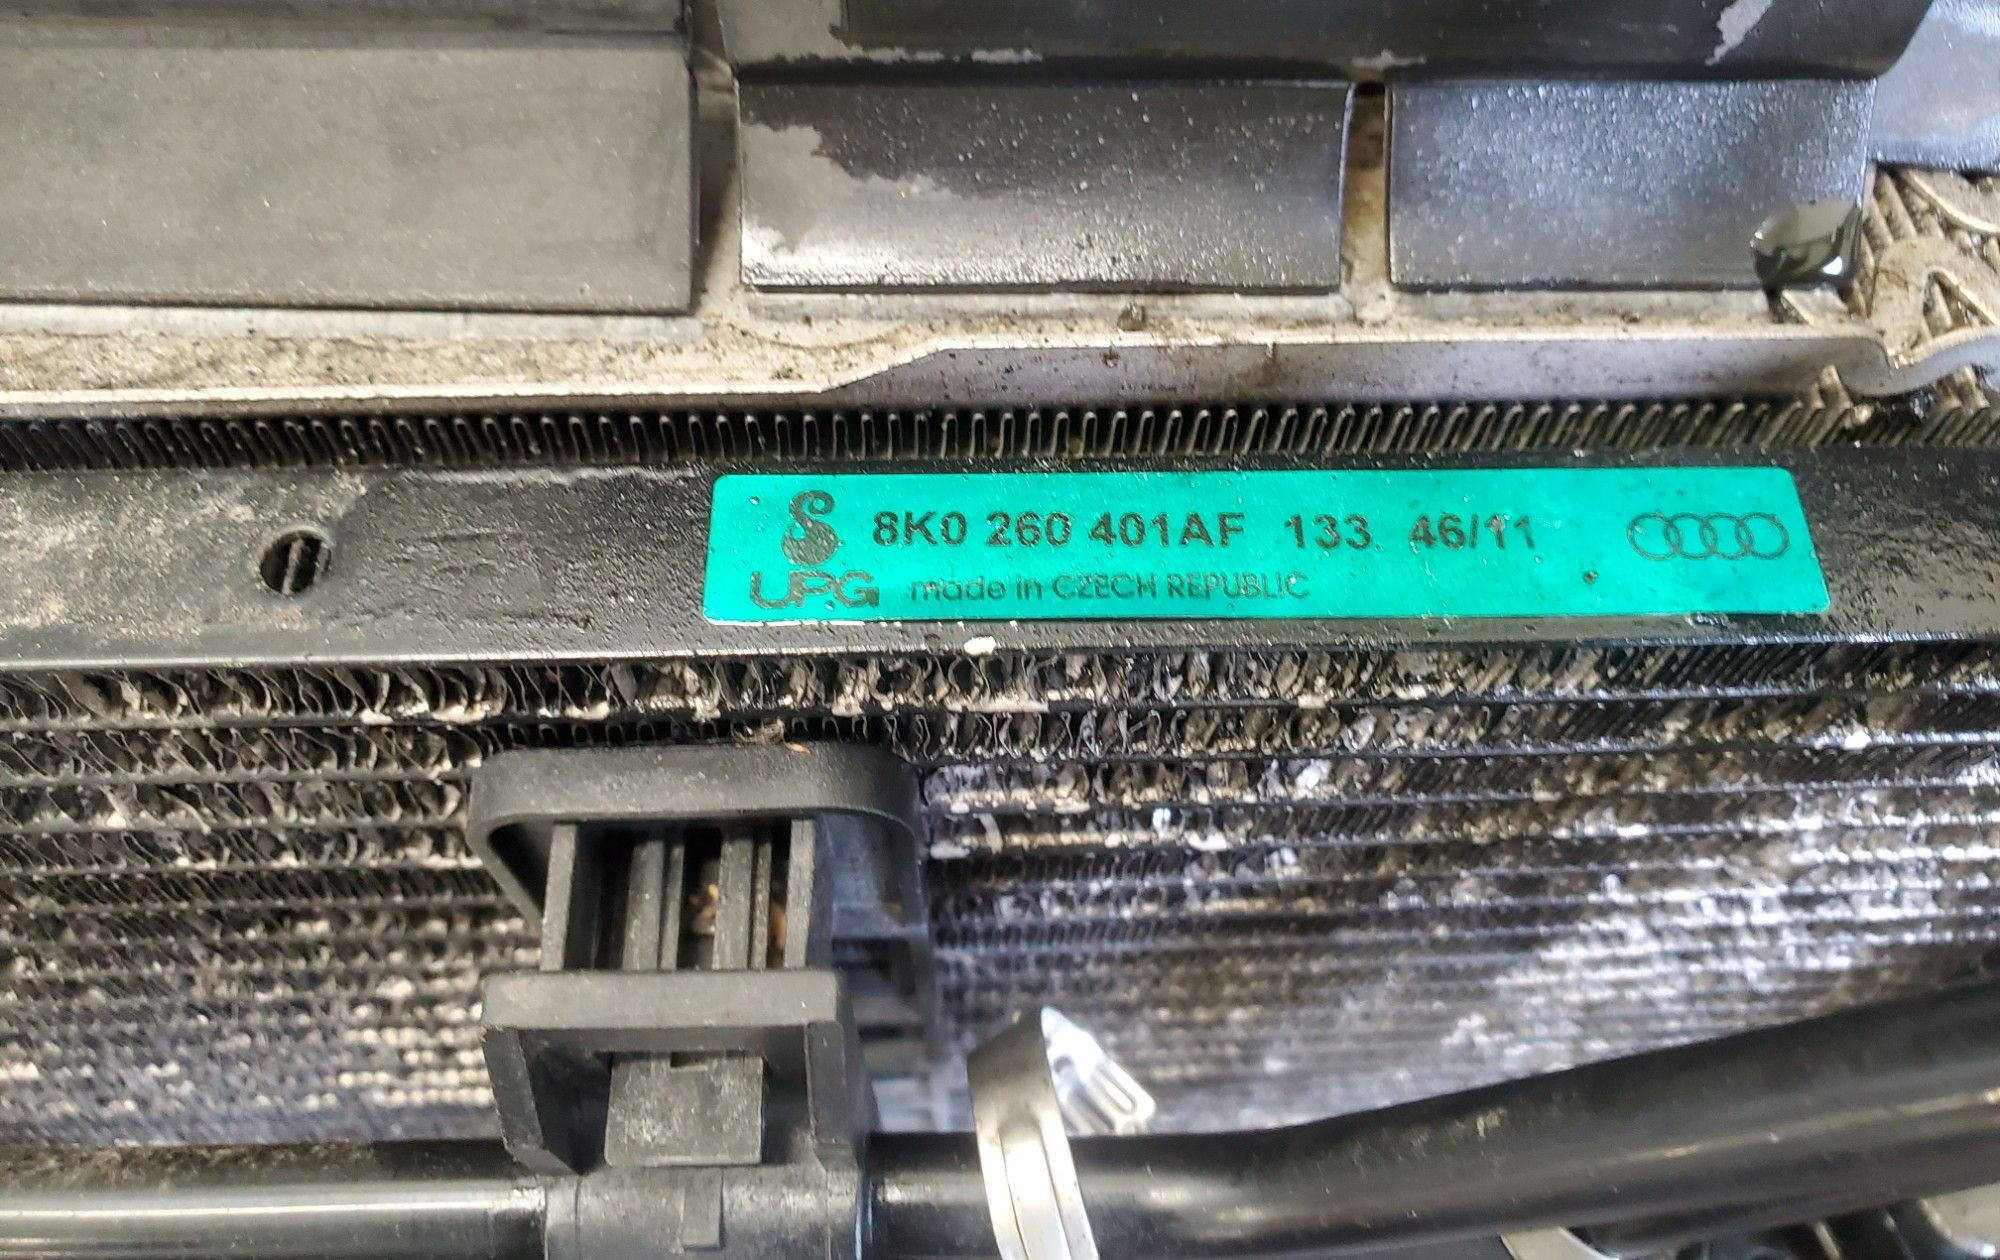 8K0 260 401AF 133 46/11
UPG made in CZECH REPUBLIC